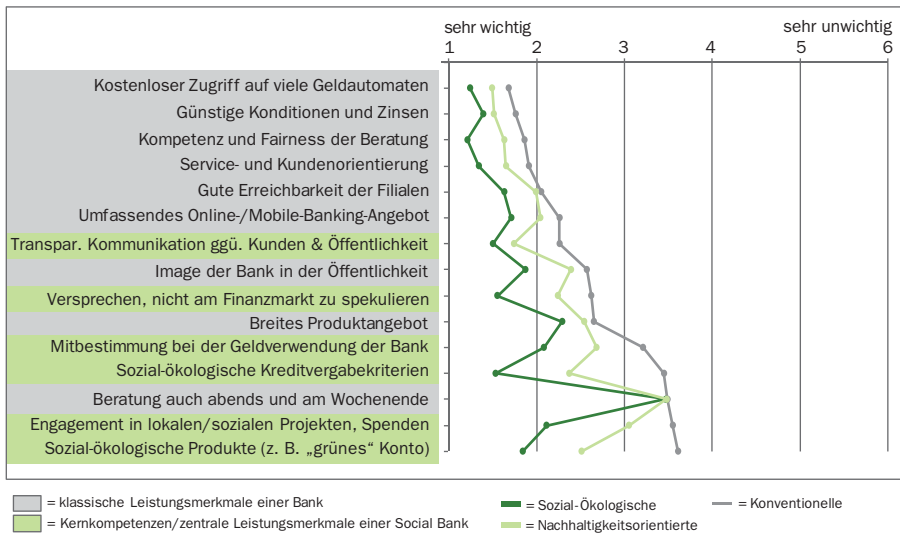 sehr wichtig sehr unwichtig
1 2 3 4 5 6
Kostenloser Zugriff auf viele Geldautomaten
Günstige Konditionen und Zinsen
Kompetenz und Fairness der Beratung
Service- und Kundenorientierung
Gute Erreichbarkeit der Filialen
Umfassendes Online-/Mobile-Banking-Angebot
Transpar. Kommunikation ggü. Kunden & Öffentlichkeit
Image der Bank in der Öffentlichkeit
Versprechen, nicht am Finanzmarkt zu spekulieren
Breites Produktangebot
Mitbestimmung bei der Geldverwendung der Bank
Sozial-ökologische Kreditvergabekriterien
Beratung auch abends und am Wochenende
Engagement in lokalen/sozialen Projekten, Spenden
Sozial-ökologische Produkte (z. B. „grünes“ Konto)
= klassische Leistungsmerkmale einer Bank
= Kernkompetenzen/zentrale Leistungsmerkmale einer Social Bank
= Sozial-Ökologische
= Nachhaltigkeitsorientierte
= Konventionelle